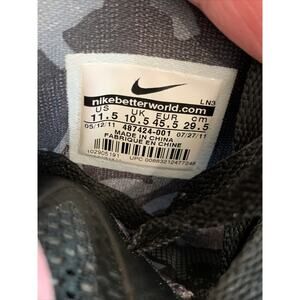 nikebetterworld.com
LN3
US UK EUR cm
11.5 10.5 45.5 29.5
05/12/11 487424-001 07/27/11
MADE IN CHINA
FABRIQUE EN CHINE
UPC